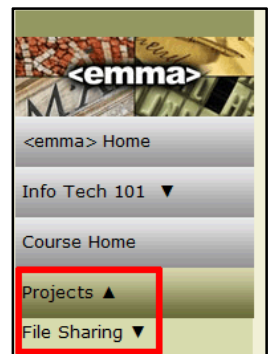 <emma>
<emma> Home
Info Tech 101 ▼
Course Home
Projects ▲
File Sharing ▼